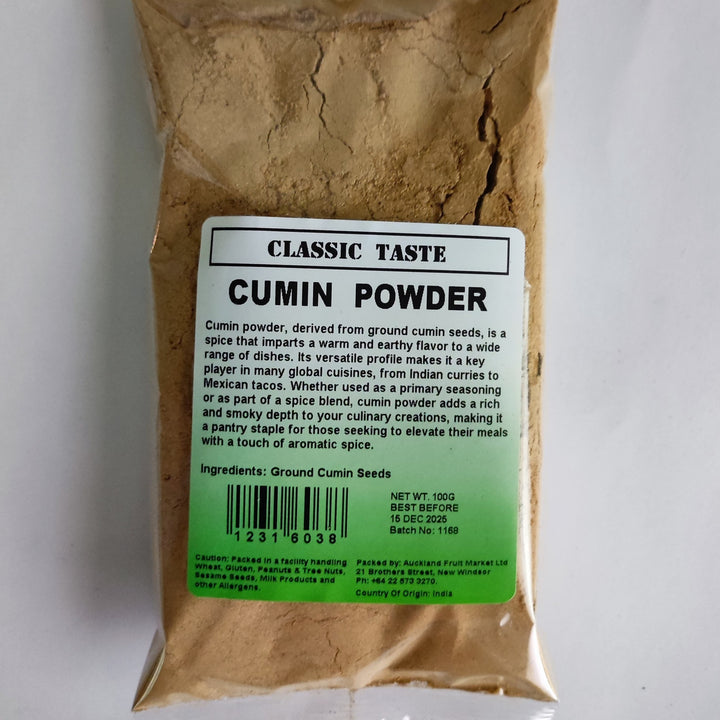 CLASSIC TASTE
CUMIN POWDER
Cumin powder, derived from ground cumin seeds, is a
spice that imparts a warm and earthy flavor to a wide
range of dishes. Its versatile profile makes it a key
player in many global cuisines, from Indian curries to
Mexican tacos. Whether used as a primary seasoning
or as part of a spice blend, cumin powder adds a rich
and smoky depth to your culinary creations, making it
a pantry staple for those seeking to elevate their meals
with a touch of aromatic spice.
Ingredients: Ground Cumin Seeds
1231 6038
NET WT. 100G
BEST BEFORE
15 DEC 2025
Batch No: 1168
Caution: Packed in a facility handling
Wheat, Gluten, Peanuts & Tree Nuts,
Sesame Seeds, Milk Products and
other Allergens.
Packed by: Auckland Fruit Market Ltd
21 Brothers Street, New Windsor
Ph: +64 22 573 3270.
Country Of Origin: India